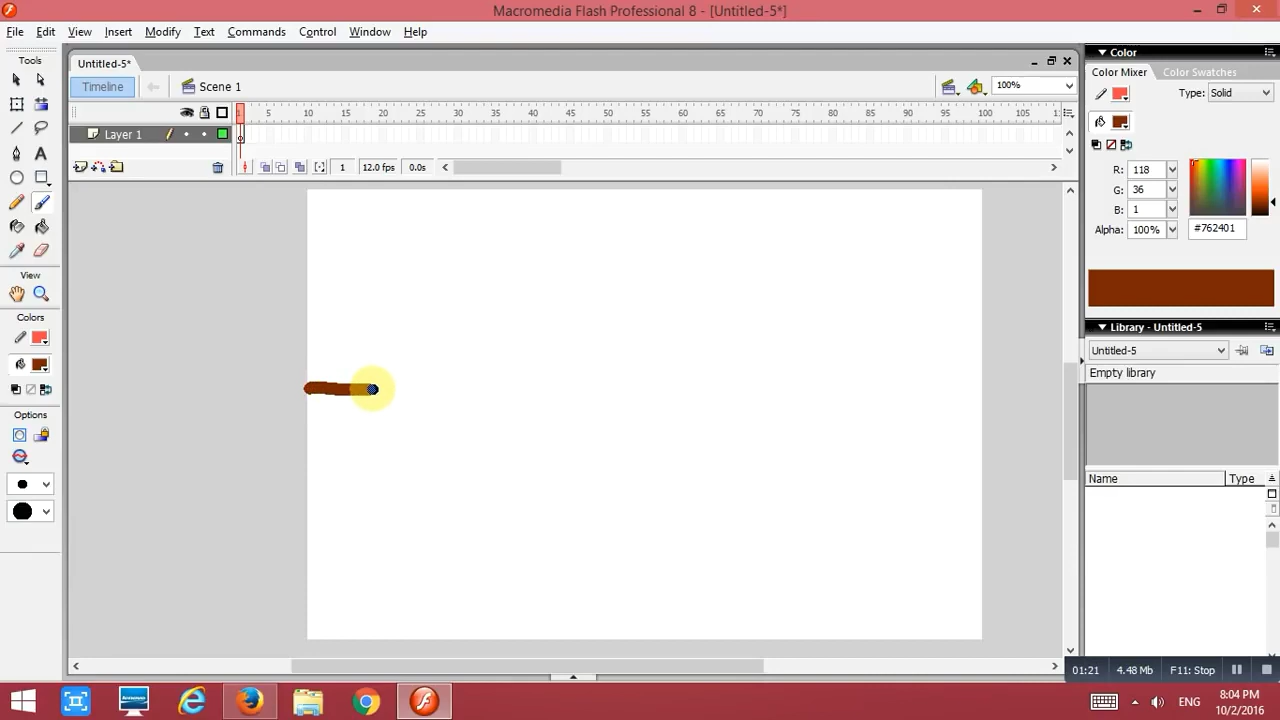 Macromedia Flash Professional 8 - [Untitled-5*]
File Edit View Insert Modify Text Commands Control Window Help
Tools
Untitled-5*
Timeline
Scene 1
100%
1 5 10 15 20 25 30 35 40 45 50 55 60 65 70 75 80 85 90 95 100 105
Layer 1
1 12.0 fps 0.0s
View
Colors
Options
Color
Color Mixer Color Swatches
Type: Solid
R: 118
G: 36
B: 1
Alpha: 100% #762401
Library - Untitled-5
Untitled-5
Empty library
Name Type
01:21 4.48 Mb F11: Stop
ENG
8:04 PM
10/2/2016